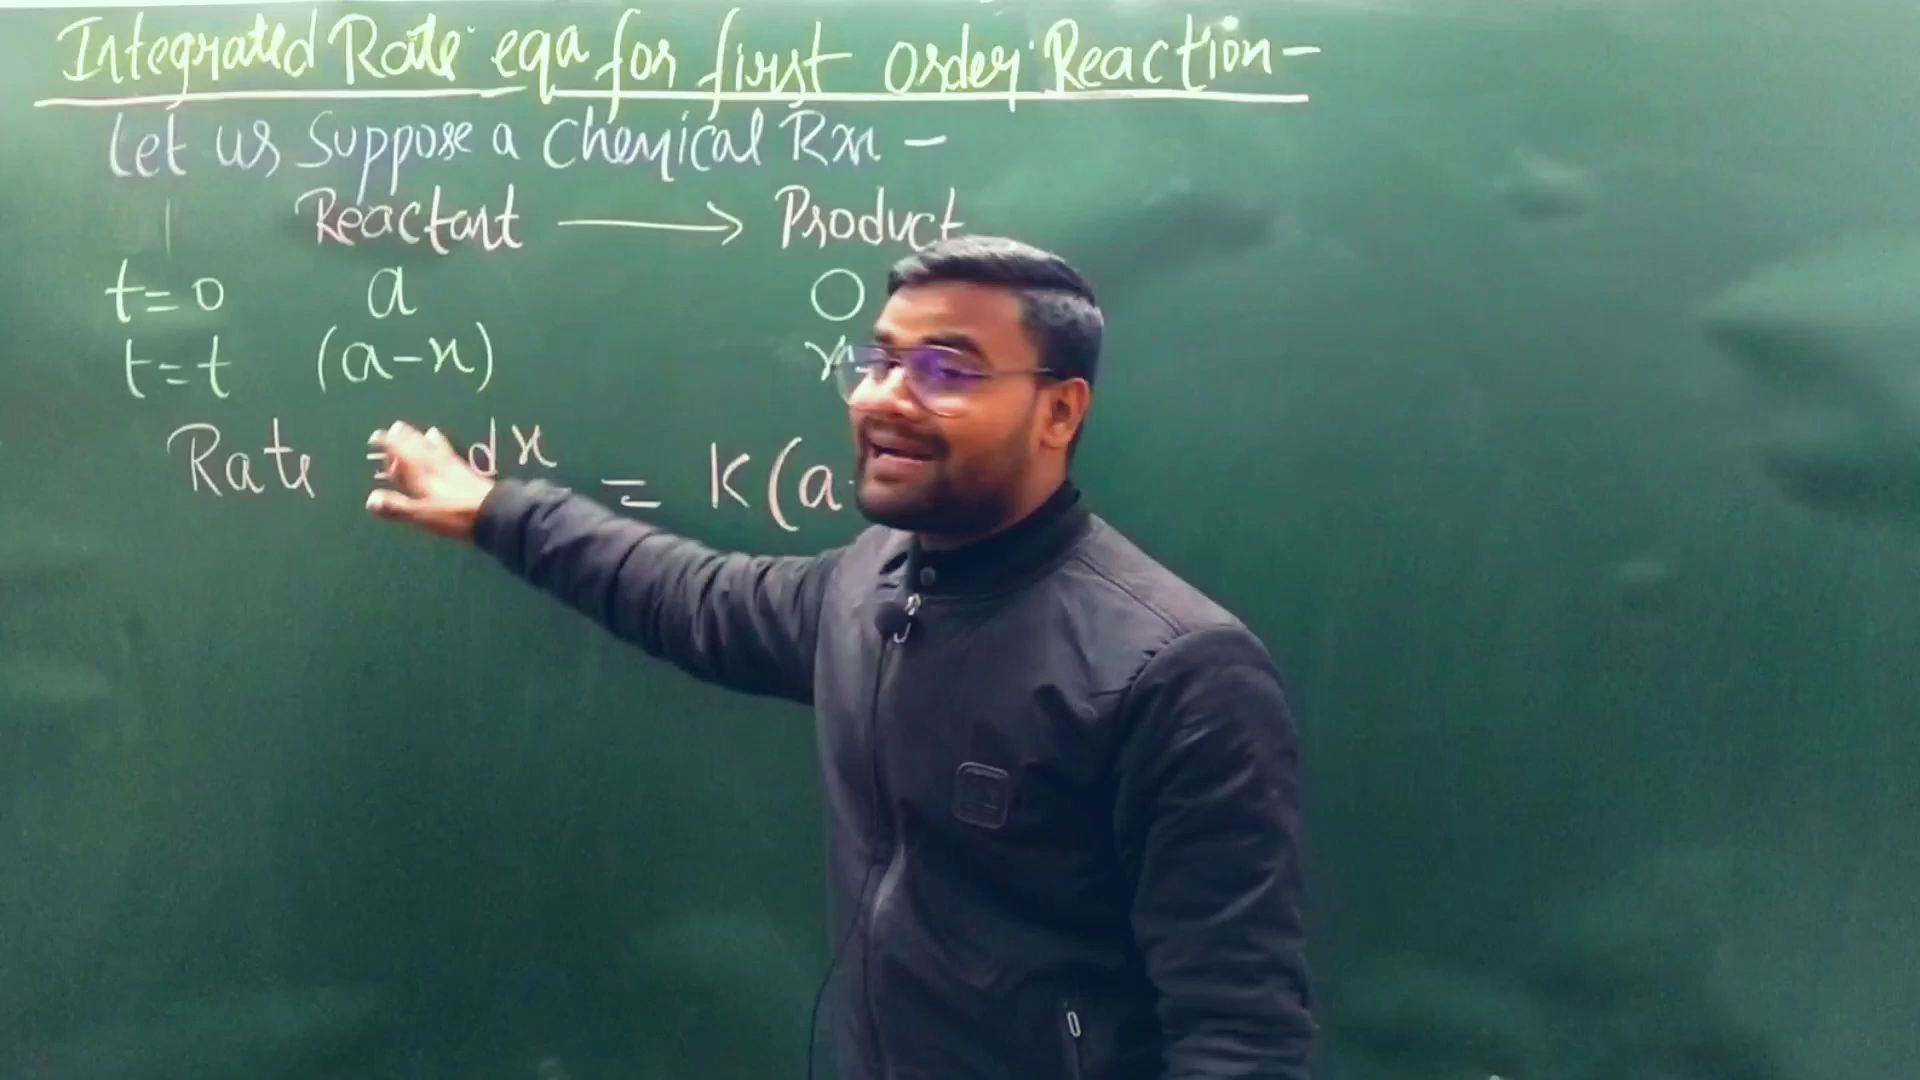 Integrated Rate eqn for first order Reaction -
Let us Suppose a Chemical Rxn -
Reactant ⟶ Product
t=0 a 0
t=t (a-x) x
Rate = dx = K(a-